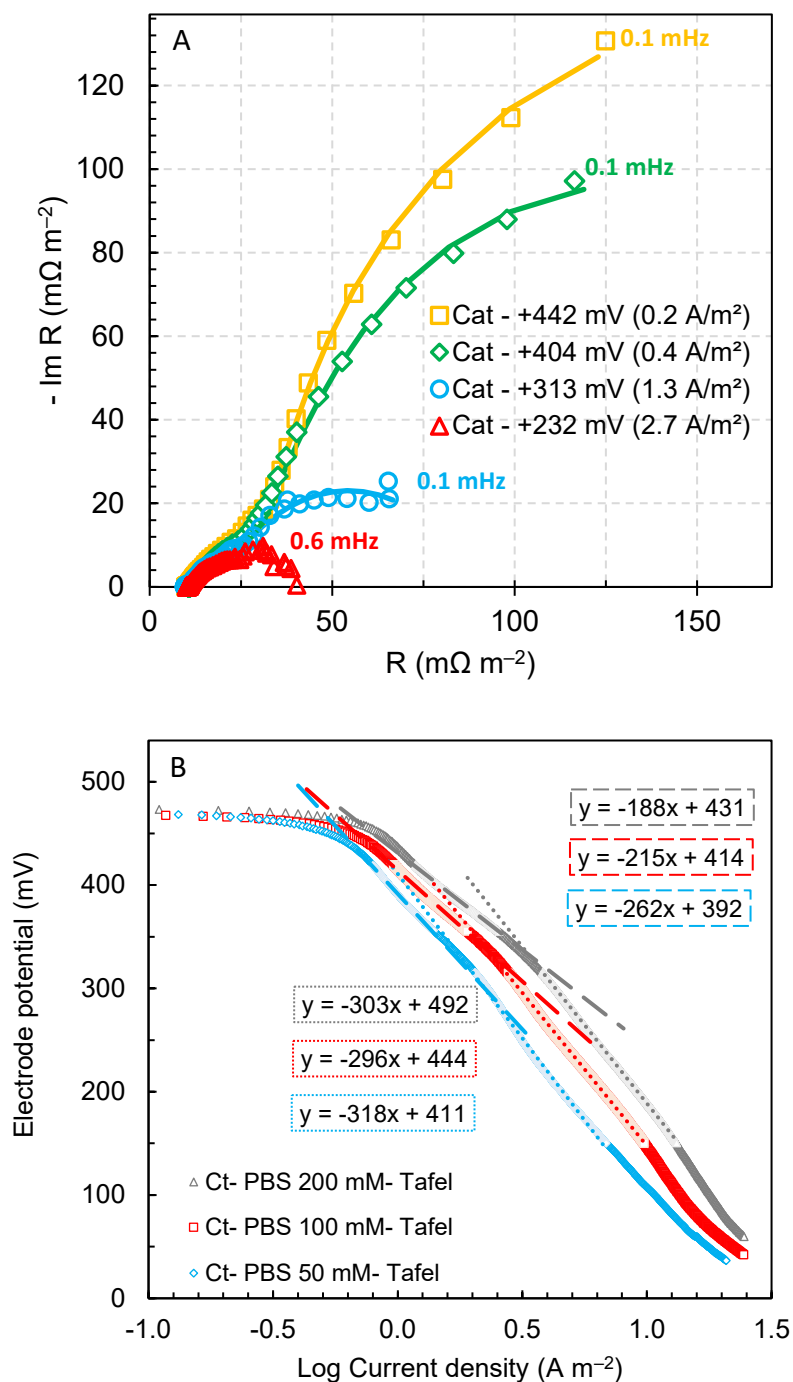 A
0.1 mHz
0.1 mHz
0.1 mHz
0.6 mHz
Cat - +442 mV (0.2 A/m²)
Cat - +404 mV (0.4 A/m²)
Cat - +313 mV (1.3 A/m²)
Cat - +232 mV (2.7 A/m²)
- Im R (mΩ m⁻²)
120
100
80
60
40
20
0
0
50
100
150
R (mΩ m⁻²)
B
y = -188x + 431
y = -215x + 414
y = -262x + 392
y = -303x + 492
y = -296x + 444
y = -318x + 411
Ct- PBS 200 mM- Tafel
Ct- PBS 100 mM- Tafel
Ct- PBS 50 mM- Tafel
Electrode potential (mV)
500
400
300
200
100
0
-1.0
-0.5
0.0
0.5
1.0
1.5
Log Current density (A m⁻²)